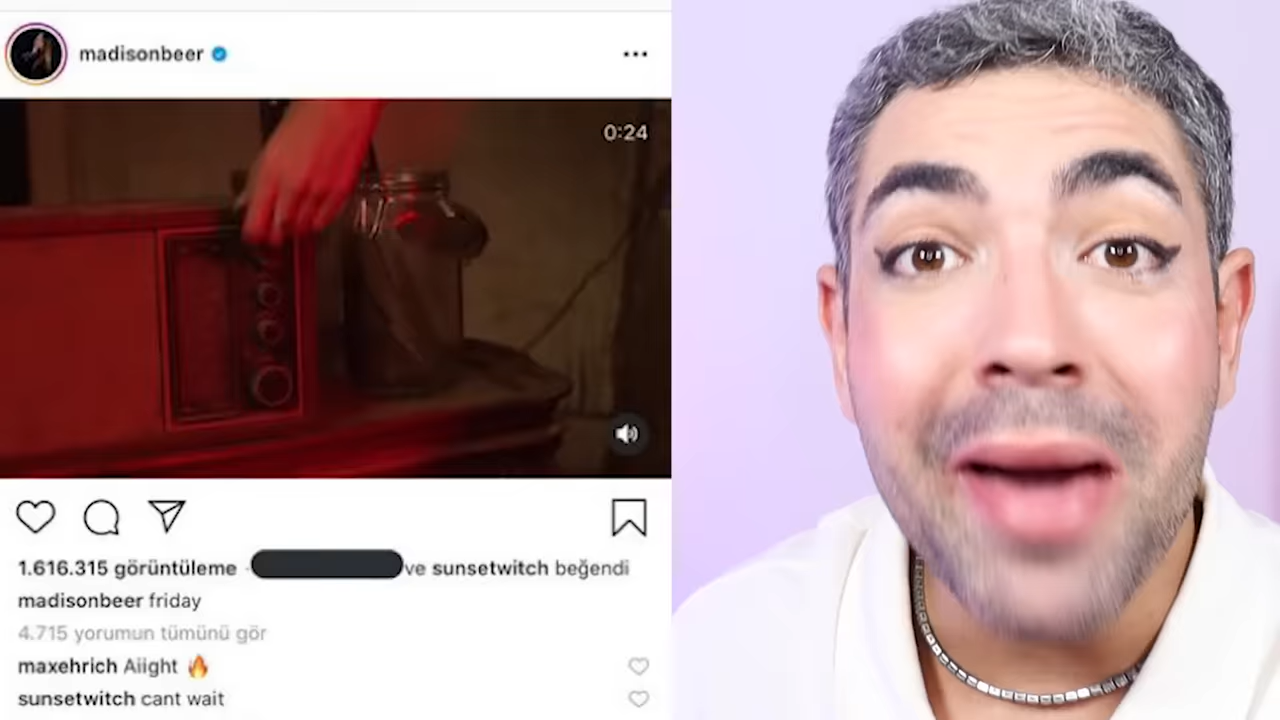 madisonbeer
0:24
1.616.315 görüntüleme · ve sunsetwitch beğendi
madisonbeer friday
4.715 yorumun tümünü gör
maxehrich Aiight 🔥
sunsetwitch cant wait